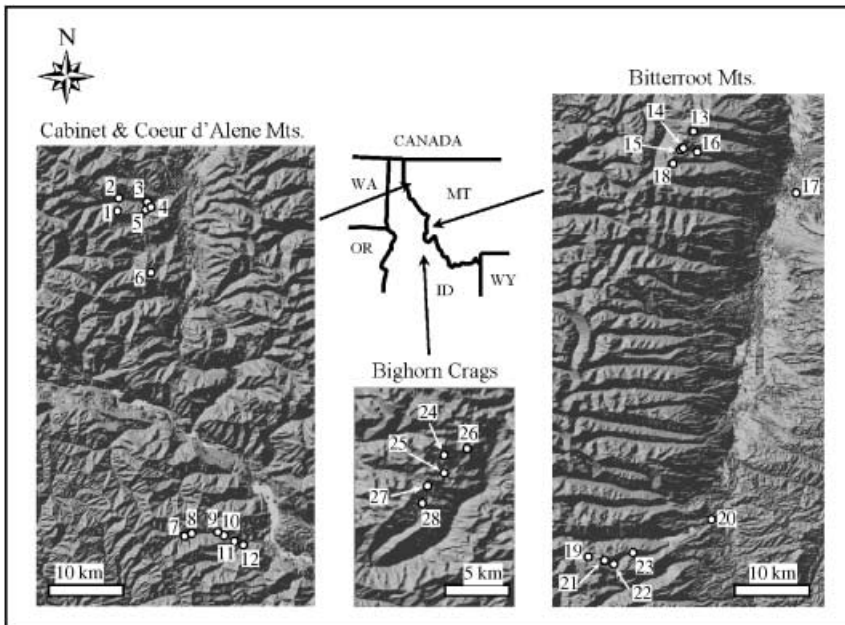 N
Bitterroot Mts.
Cabinet & Coeur d'Alene Mts.
CANADA
WA
MT
OR
ID
WY
Bighorn Crags
2
3
1
5
4
6
7
8
9
10
11
12
10 km
24
26
25
27
28
5 km
14
13
15
16
18
17
20
19
23
21
22
10 km